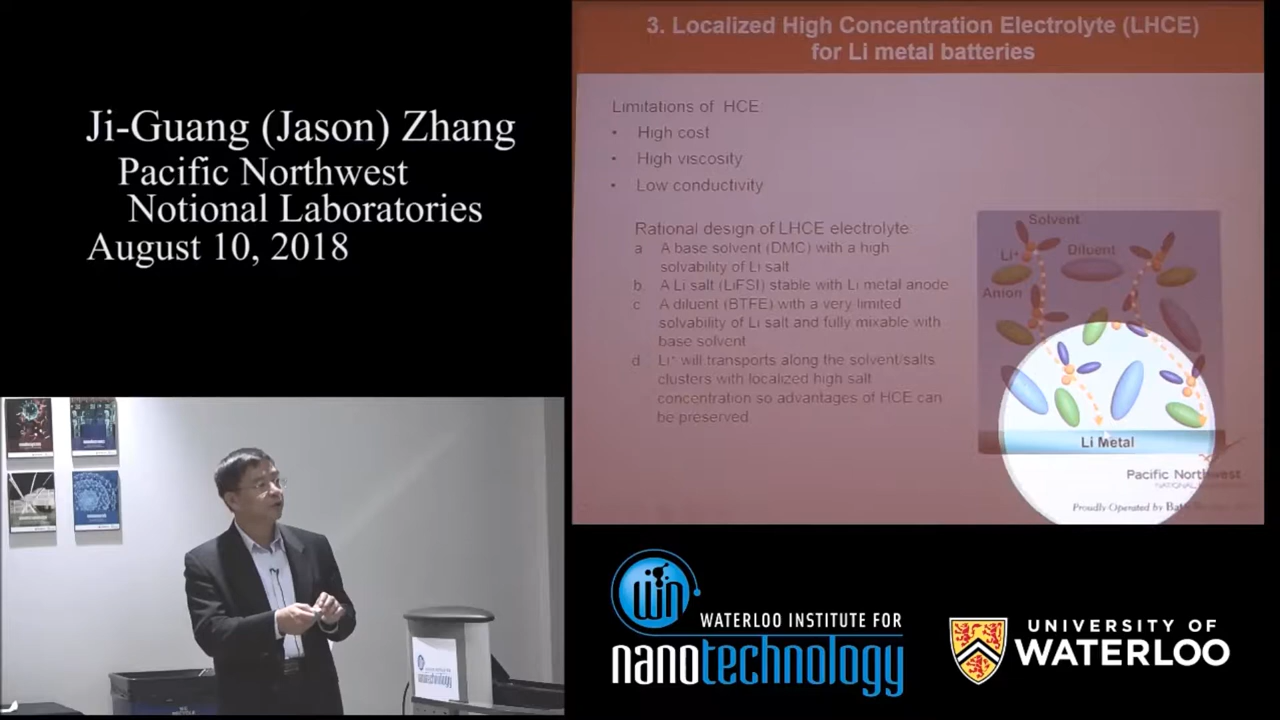 Ji-Guang (Jason) Zhang
Pacific Northwest
Notional Laboratories
August 10, 2018
3. Localized High Concentration Electrolyte (LHCE)
for Li metal batteries
Limitations of HCE
• High cost
• High viscosity
• Low conductivity
Rational design of LHCE electrolyte
a A base solvent (DMC) with a high
solvability of Li salt
b A Li salt (LiFSI) stable with Li metal anode
c A diluent (BTFE) with a very limited
solvability of Li salt and fully mixable with
base solvent
d Li⁺ will transports along the solvent/salts
clusters with localized high salt
concentration so advantages of HCE can
be preserved
Solvent
Li⁺
Diluent
Anion
Li Metal
Pacific Northwest
NATIONAL
Proudly Operated by
WIN
WATERLOO INSTITUTE FOR
nanotechnology
UNIVERSITY OF
WATERLOO